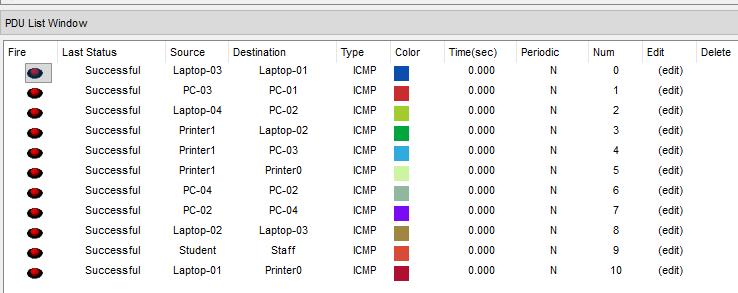 PDU List Window
Fire Last Status Source Destination Type Color Time(sec) Periodic Num Edit Delete
Successful Laptop-03 Laptop-01 ICMP 0.000 N 0 (edit)
Successful PC-03 PC-01 ICMP 0.000 N 1 (edit)
Successful Laptop-04 PC-02 ICMP 0.000 N 2 (edit)
Successful Printer1 Laptop-02 ICMP 0.000 N 3 (edit)
Successful Printer1 PC-03 ICMP 0.000 N 4 (edit)
Successful Printer1 Printer0 ICMP 0.000 N 5 (edit)
Successful PC-04 PC-02 ICMP 0.000 N 6 (edit)
Successful PC-02 PC-04 ICMP 0.000 N 7 (edit)
Successful Laptop-02 Laptop-03 ICMP 0.000 N 8 (edit)
Successful Student Staff ICMP 0.000 N 9 (edit)
Successful Laptop-01 Printer0 ICMP 0.000 N 10 (edit)